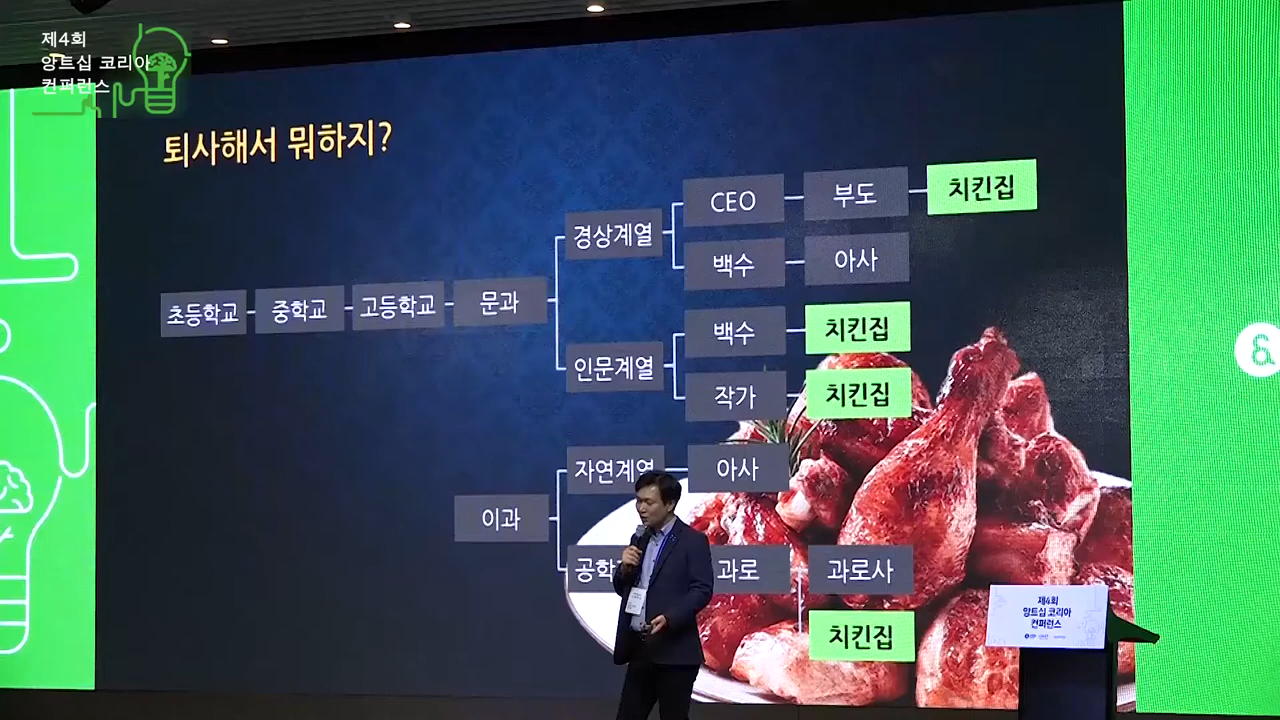 제4회
앙트십 코리아
컨퍼런스
퇴사해서 뭐하지?
CEO
부도
치킨집
경상계열
백수
아사
초등학교
중학교
고등학교
문과
백수
치킨집
인문계열
작가
치킨집
자연계열
아사
이과
공학
과로
과로사
치킨집
&
제4회
앙트십 코리아
컨퍼런스